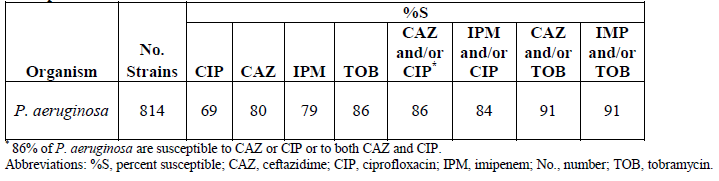 %S
Organism No. Strains CIP CAZ IPM TOB CAZ and/or CIP* IPM and/or CIP CAZ and/or TOB IMP and/or TOB
P. aeruginosa 814 69 80 79 86 86 84 91 91
* 86% of P. aeruginosa are susceptible to CAZ or CIP or to both CAZ and CIP.
Abbreviations: %S, percent susceptible; CAZ, ceftazidime; CIP, ciprofloxacin; IPM, imipenem; No., number; TOB, tobramycin.